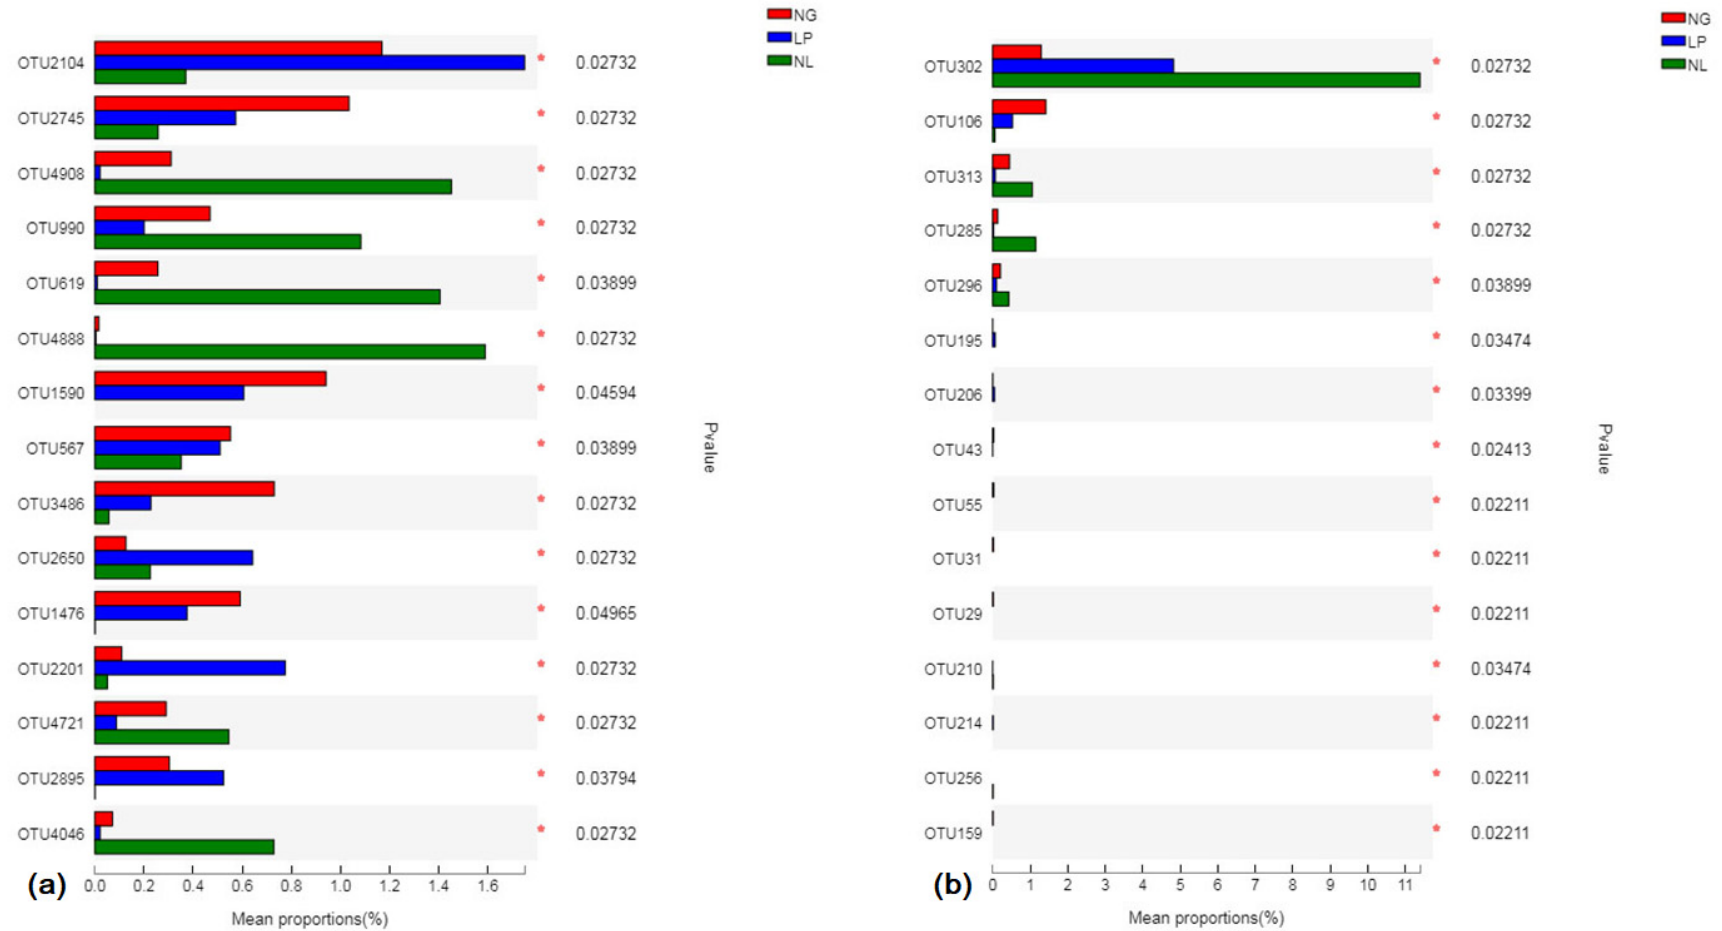 NG
LP
NL
OTU2104 * 0.02732
OTU2745 * 0.02732
OTU4908 * 0.02732
OTU990 * 0.02732
OTU619 * 0.03899
OTU4888 * 0.02732
OTU1590 * 0.04594
OTU567 * 0.03899
OTU3486 * 0.02732
OTU2650 * 0.02732
OTU1476 * 0.04965
OTU2201 * 0.02732
OTU4721 * 0.02732
OTU2895 * 0.03794
OTU4046 * 0.02732
Pvalue
(a) 0.0 0.2 0.4 0.6 0.8 1.0 1.2 1.4 1.6
Mean proportions(%)
NG
LP
NL
OTU302 * 0.02732
OTU106 * 0.02732
OTU313 * 0.02732
OTU285 * 0.02732
OTU296 * 0.03899
OTU195 * 0.03474
OTU206 * 0.03399
OTU43 * 0.02413
OTU55 * 0.02211
OTU31 * 0.02211
OTU29 * 0.02211
OTU210 * 0.03474
OTU214 * 0.02211
OTU256 * 0.02211
OTU159 * 0.02211
Pvalue
(b) 0 1 2 3 4 5 6 7 8 9 10 11
Mean proportions(%)